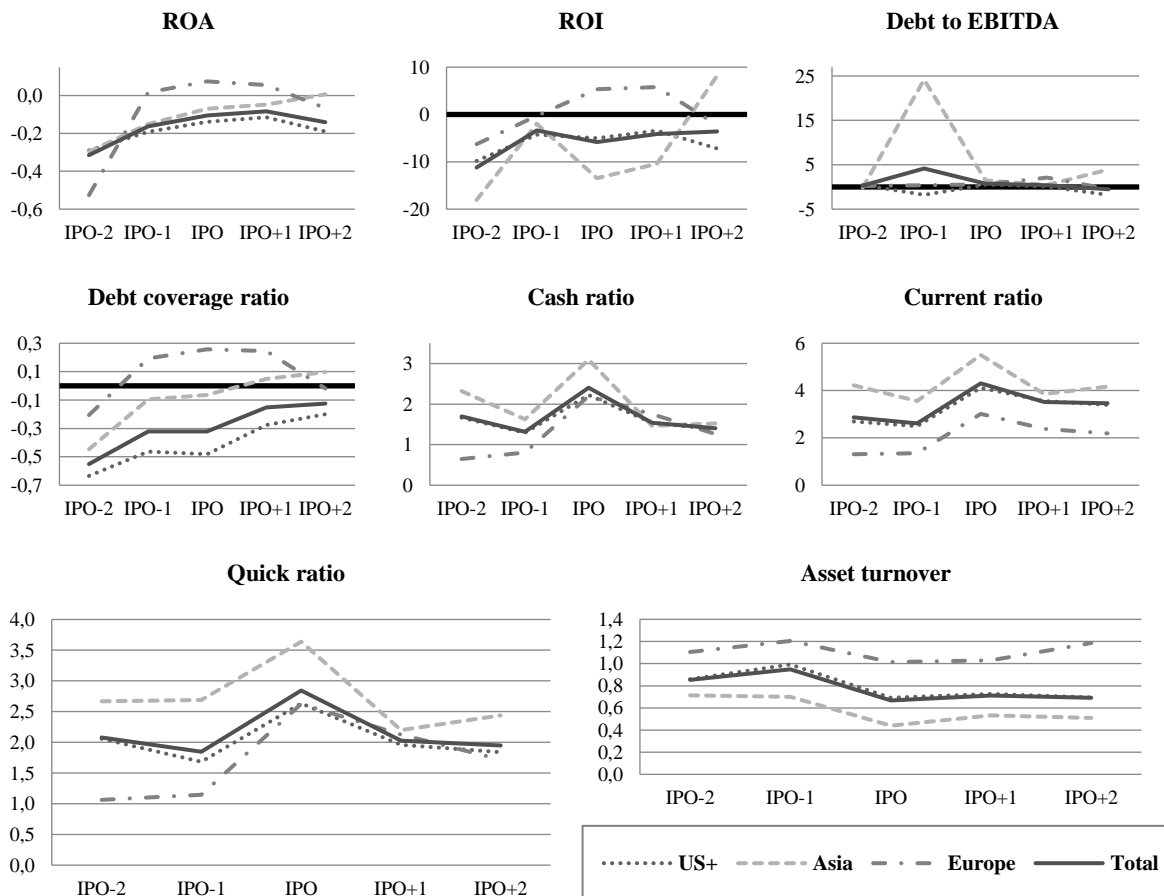 ROA
0,0
-0,2
-0,4
-0,6
IPO-2 IPO-1 IPO IPO+1 IPO+2
ROI
10
0
-10
-20
IPO-2 IPO-1 IPO IPO+1 IPO+2
Debt to EBITDA
25
15
5
-5
IPO-2 IPO-1 IPO IPO+1 IPO+2
Debt coverage ratio
0,3
0,1
-0,1
-0,3
-0,5
-0,7
IPO-2 IPO-1 IPO IPO+1 IPO+2
Cash ratio
3
2
1
0
IPO-2 IPO-1 IPO IPO+1 IPO+2
Current ratio
6
4
2
0
IPO-2 IPO-1 IPO IPO+1 IPO+2
Quick ratio
4,0
3,5
3,0
2,5
2,0
1,5
1,0
0,5
0,0
IPO-2 IPO-1 IPO IPO+1 IPO+2
Asset turnover
1,4
1,2
1,0
0,8
0,6
0,4
0,2
0,0
IPO-2 IPO-1 IPO IPO+1 IPO+2
US+ Asia Europe Total